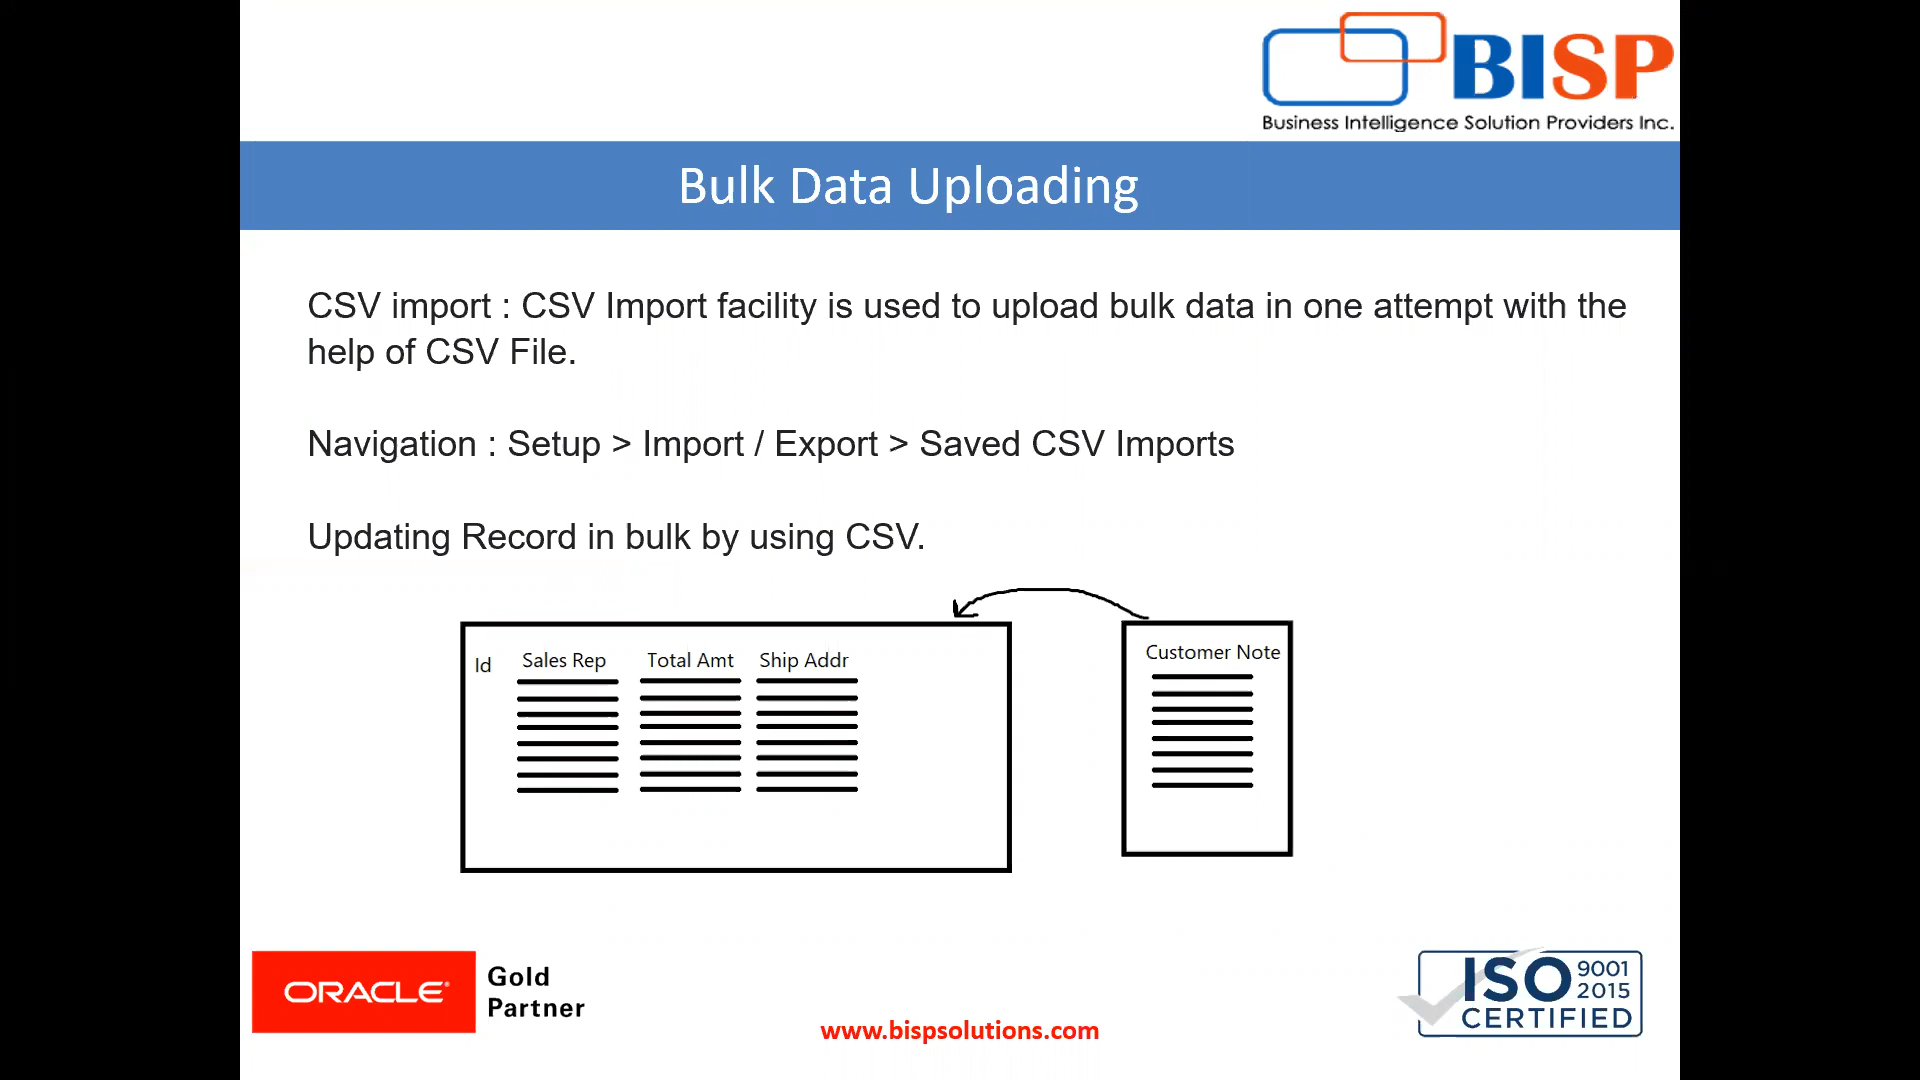 BISP
Business Intelligence Solution Providers Inc.
Bulk Data Uploading
CSV import : CSV Import facility is used to upload bulk data in one attempt with the
help of CSV File.
Navigation : Setup > Import / Export > Saved CSV Imports
Updating Record in bulk by using CSV.
Id Sales Rep Total Amt Ship Addr
Customer Note
ORACLE®
Gold
Partner
www.bispsolutions.com
ISO 9001
2015
CERTIFIED